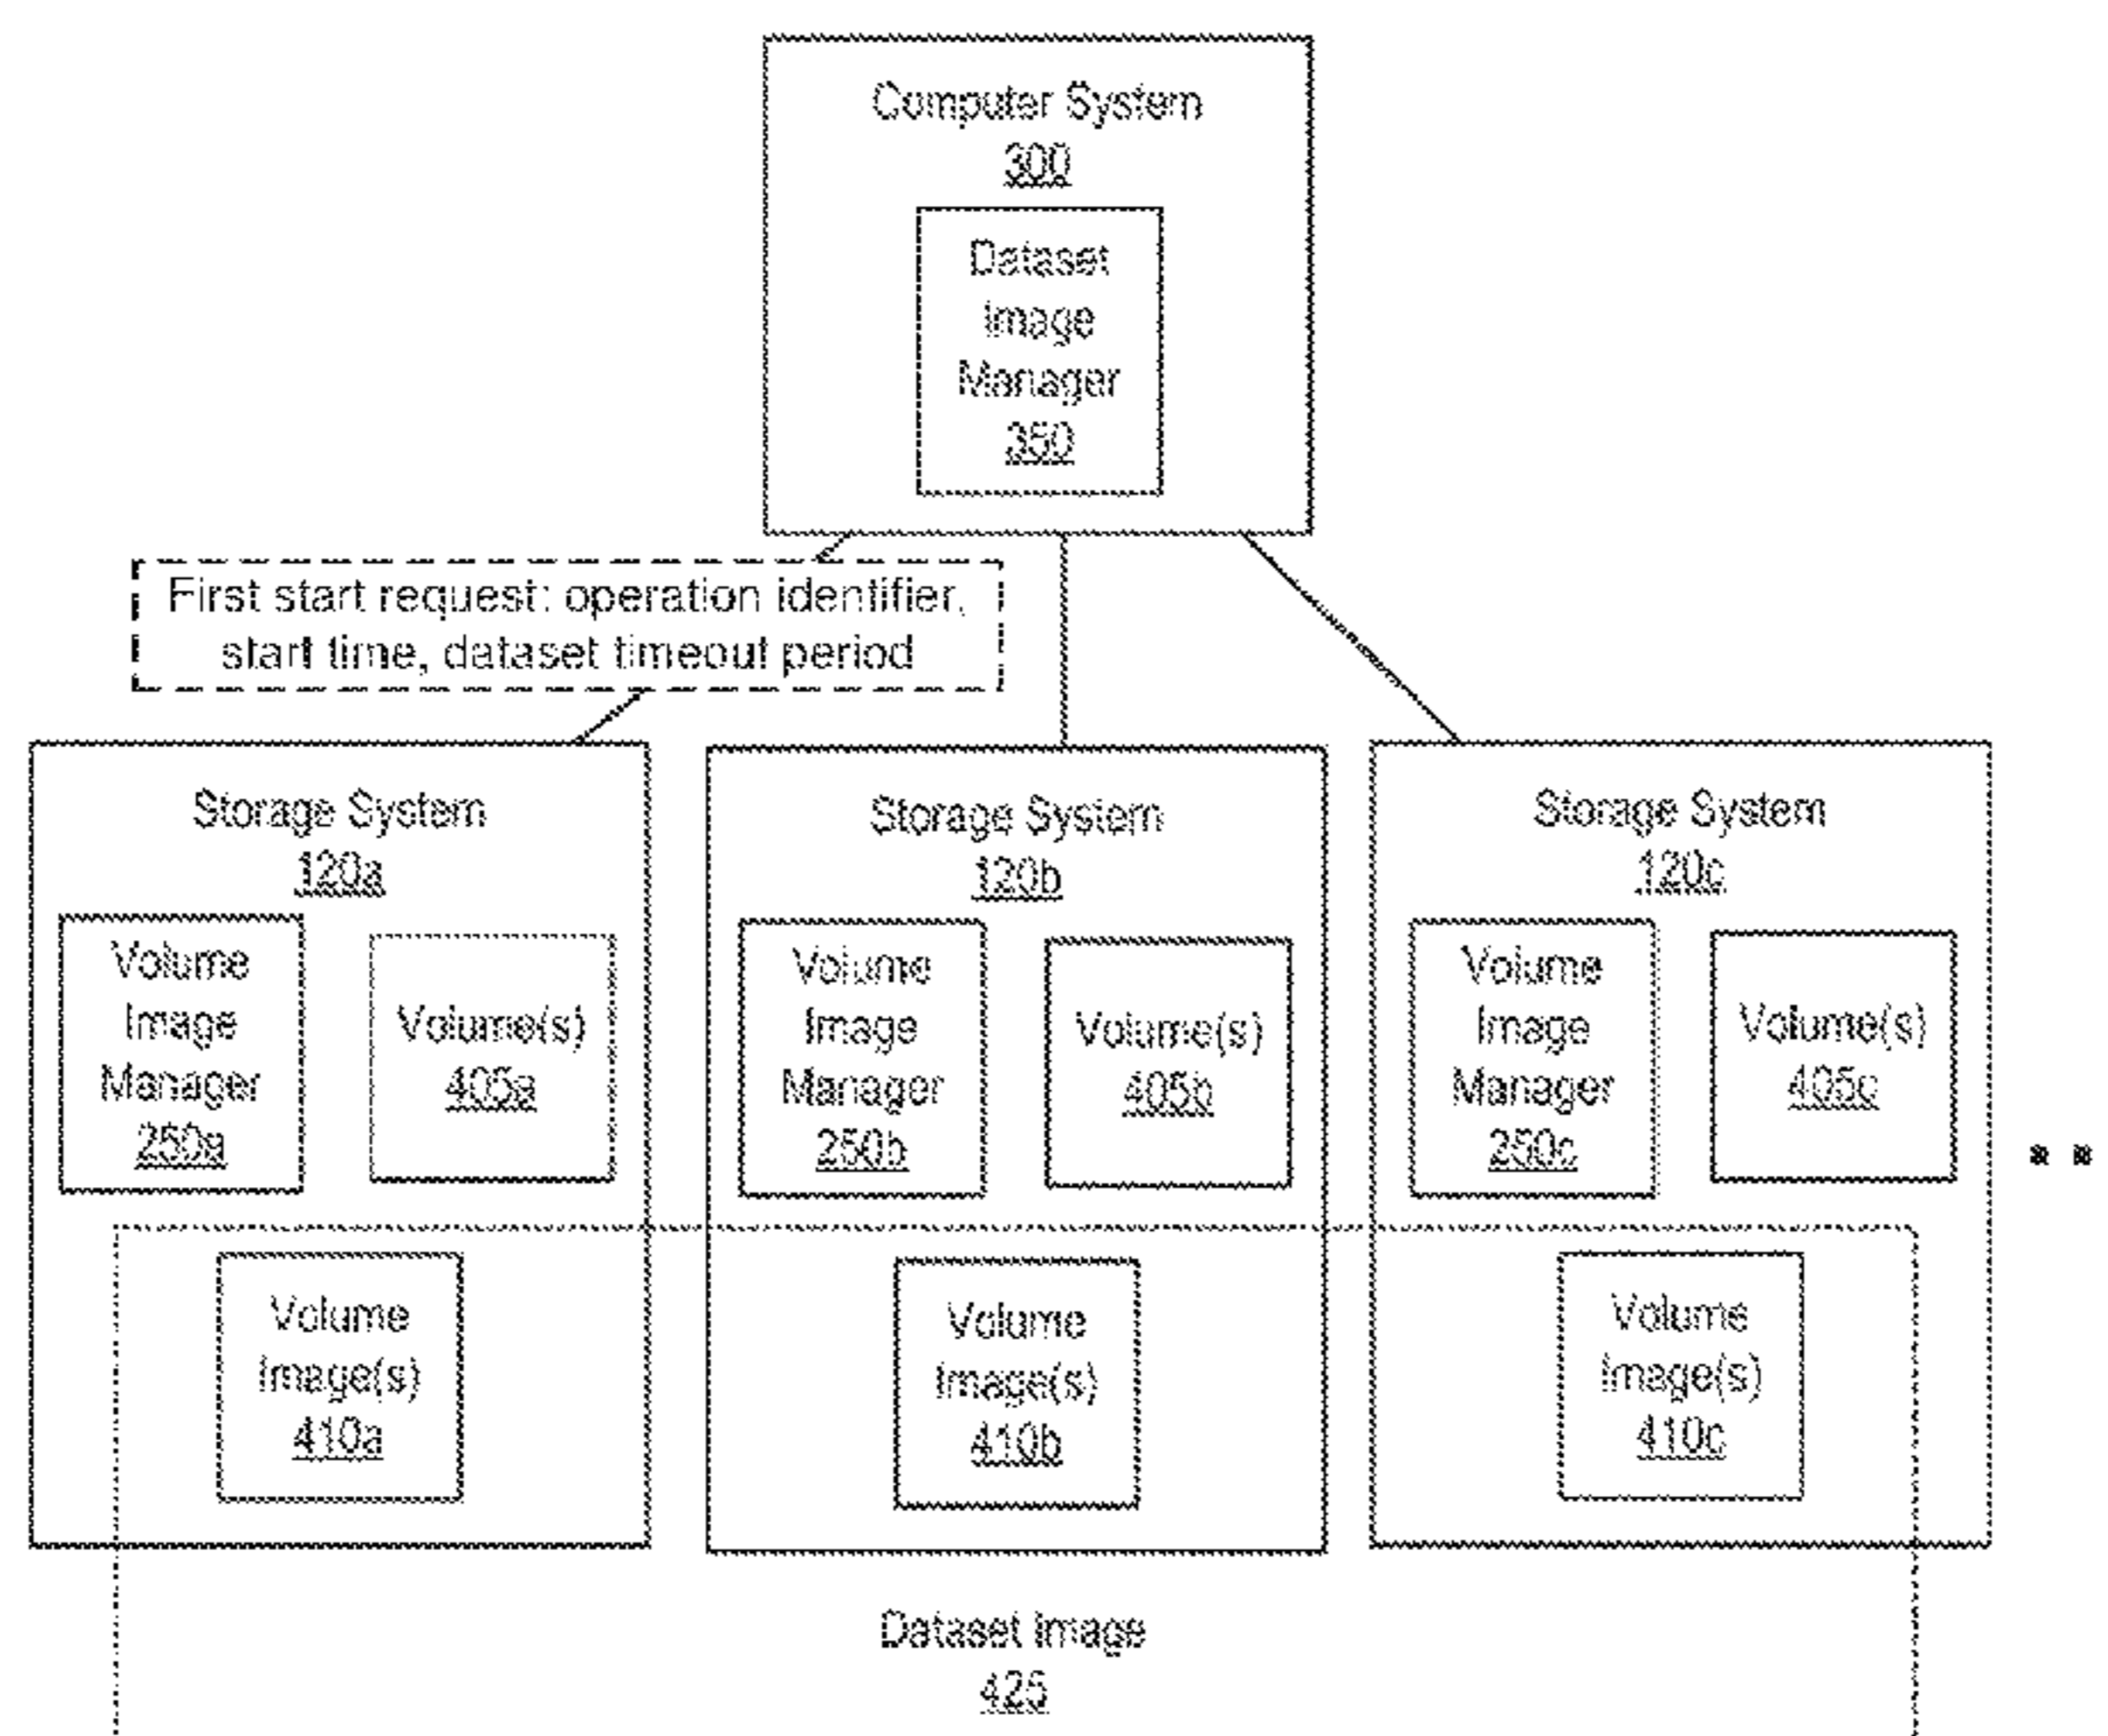 Computer System
300
Dataset
Image
Manager
350
First start request: operation identifier,
start time, dataset timeout period
Storage System
120a
Volume
Image
Manager
250a
Volume(s)
405a
Volume
Image(s)
410a
Storage System
120b
Volume
Image
Manager
250b
Volume(s)
405b
Volume
Image(s)
410b
Storage System
120c
Volume
Image
Manager
250c
Volume(s)
405c
Volume
Image(s)
410c
Dataset Image
425